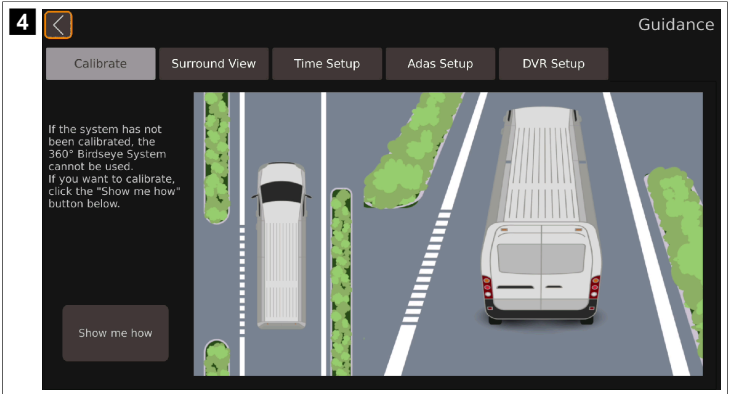 4
Guidance
Calibrate
Surround View
Time Setup
Adas Setup
DVR Setup
If the system has not
been calibrated, the
360° Birdseye System
cannot be used.
If you want to calibrate,
click the "Show me how"
button below.
Show me how